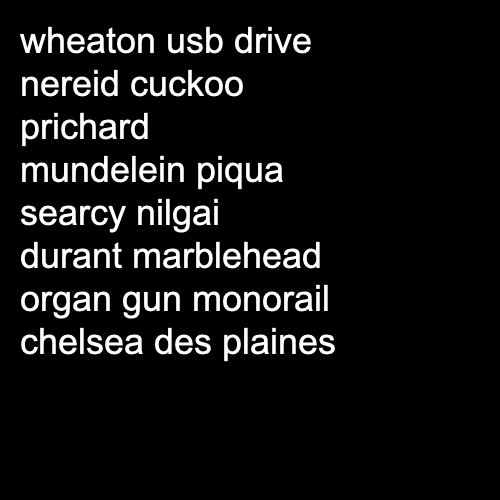 wheaton usb drive
nereid cuckoo
prichard
mundelein piqua
searcy nilgai
durant marblehead
organ gun monorail
chelsea des plaines